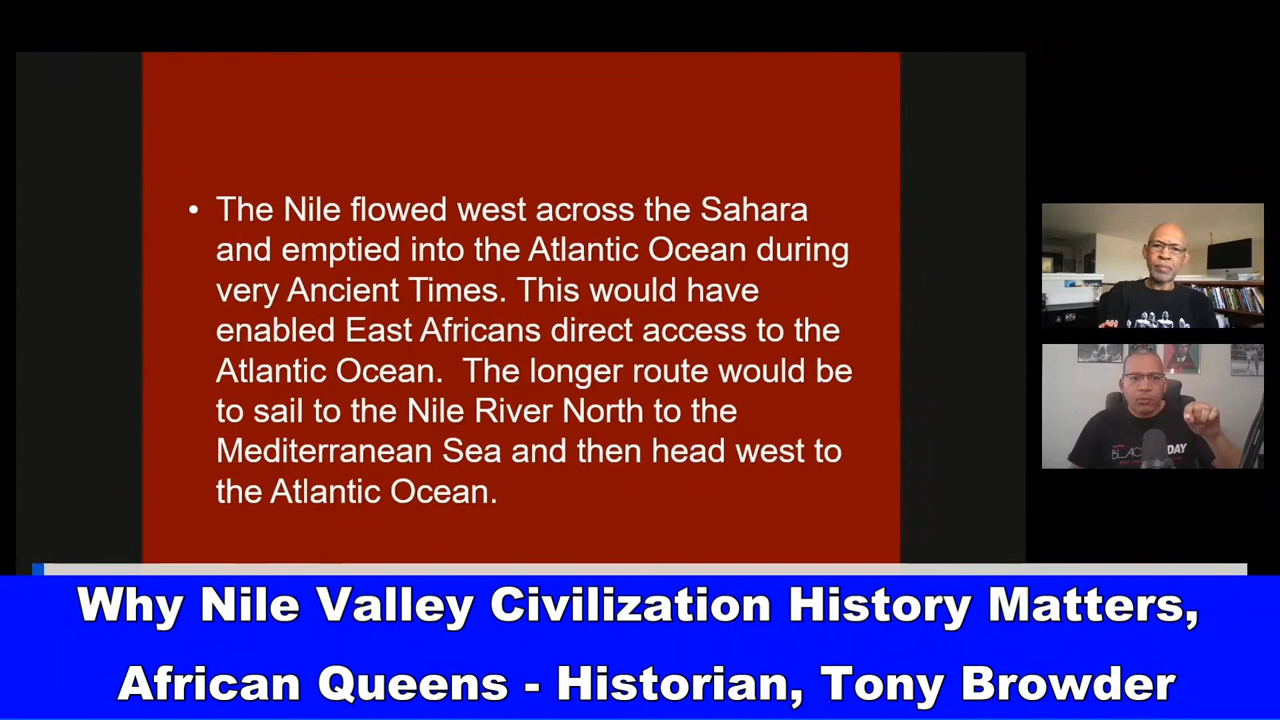 • The Nile flowed west across the Sahara
and emptied into the Atlantic Ocean during
very Ancient Times. This would have
enabled East Africans direct access to the
Atlantic Ocean.  The longer route would be
to sail to the Nile River North to the
Mediterranean Sea and then head west to
the Atlantic Ocean.
Why Nile Valley Civilization History Matters,
African Queens - Historian, Tony Browder